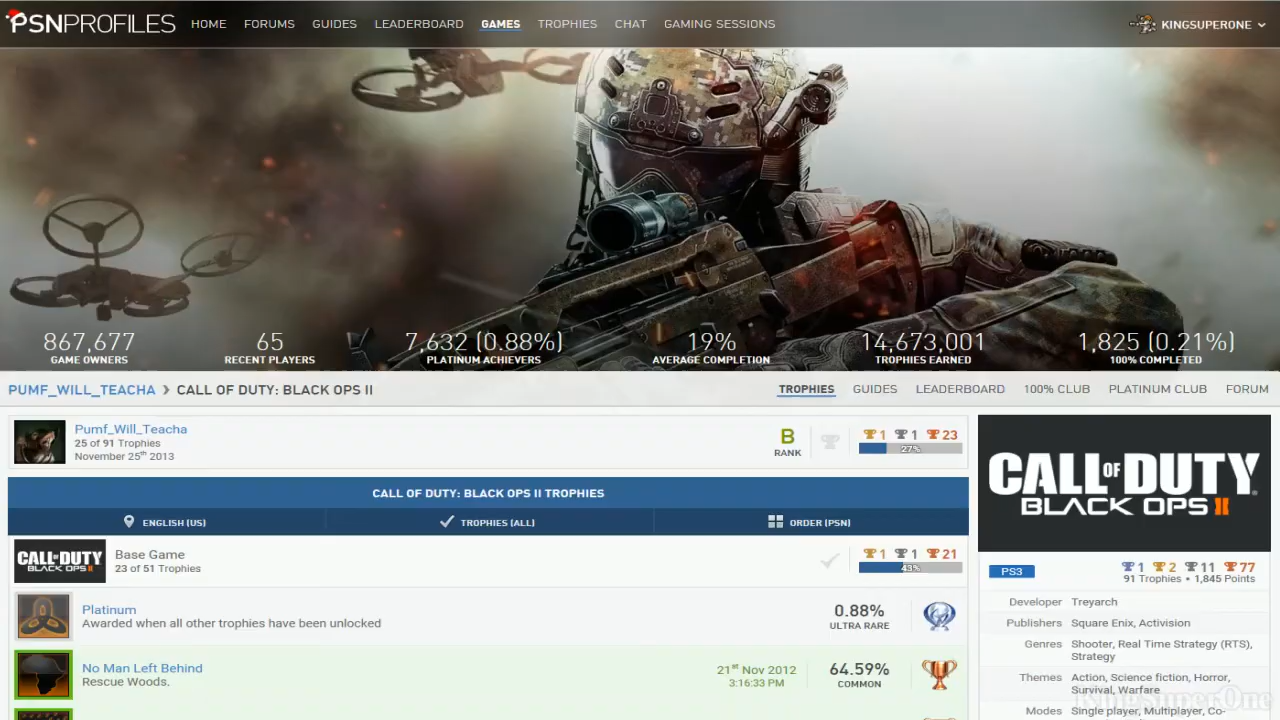 PSNPROFILES HOME FORUMS GUIDES LEADERBOARD GAMES TROPHIES CHAT GAMING SESSIONS KINGSUPERONE
867,677 65 7,632 (0.88%) 19% 14,673,001 1,825 (0.21%)
GAME OWNERS RECENT PLAYERS PLATINUM ACHIEVERS AVERAGE COMPLETION TROPHIES EARNED 100% COMPLETED
PUMF_WILL_TEACHA > CALL OF DUTY: BLACK OPS II TROPHIES GUIDES LEADERBOARD 100% CLUB PLATINUM CLUB FORUM
Pumf_Will_Teacha
25 of 91 Trophies
November 25th 2013
B
RANK
1 1 23
27%
CALL OF DUTY: BLACK OPS II TROPHIES
ENGLISH (US) TROPHIES (ALL) ORDER (PSN)
CALL OF DUTY
BLACK OPS II
Base Game
23 of 51 Trophies
1 1 21
43%
Platinum
Awarded when all other trophies have been unlocked
0.88%
ULTRA RARE
No Man Left Behind
Rescue Woods.
21st Nov 2012
3:16:33 PM
64.59%
COMMON
CALL OF DUTY
BLACK OPS II
PS3
1 2 11 77
91 Trophies • 1,845 Points
Developer Treyarch
Publishers Square Enix, Activision
Genres Shooter, Real Time Strategy (RTS),
Strategy
Themes Action, Science fiction, Horror,
Survival, Warfare
Modes Single player, Multiplayer, Co-
KingSuperOne